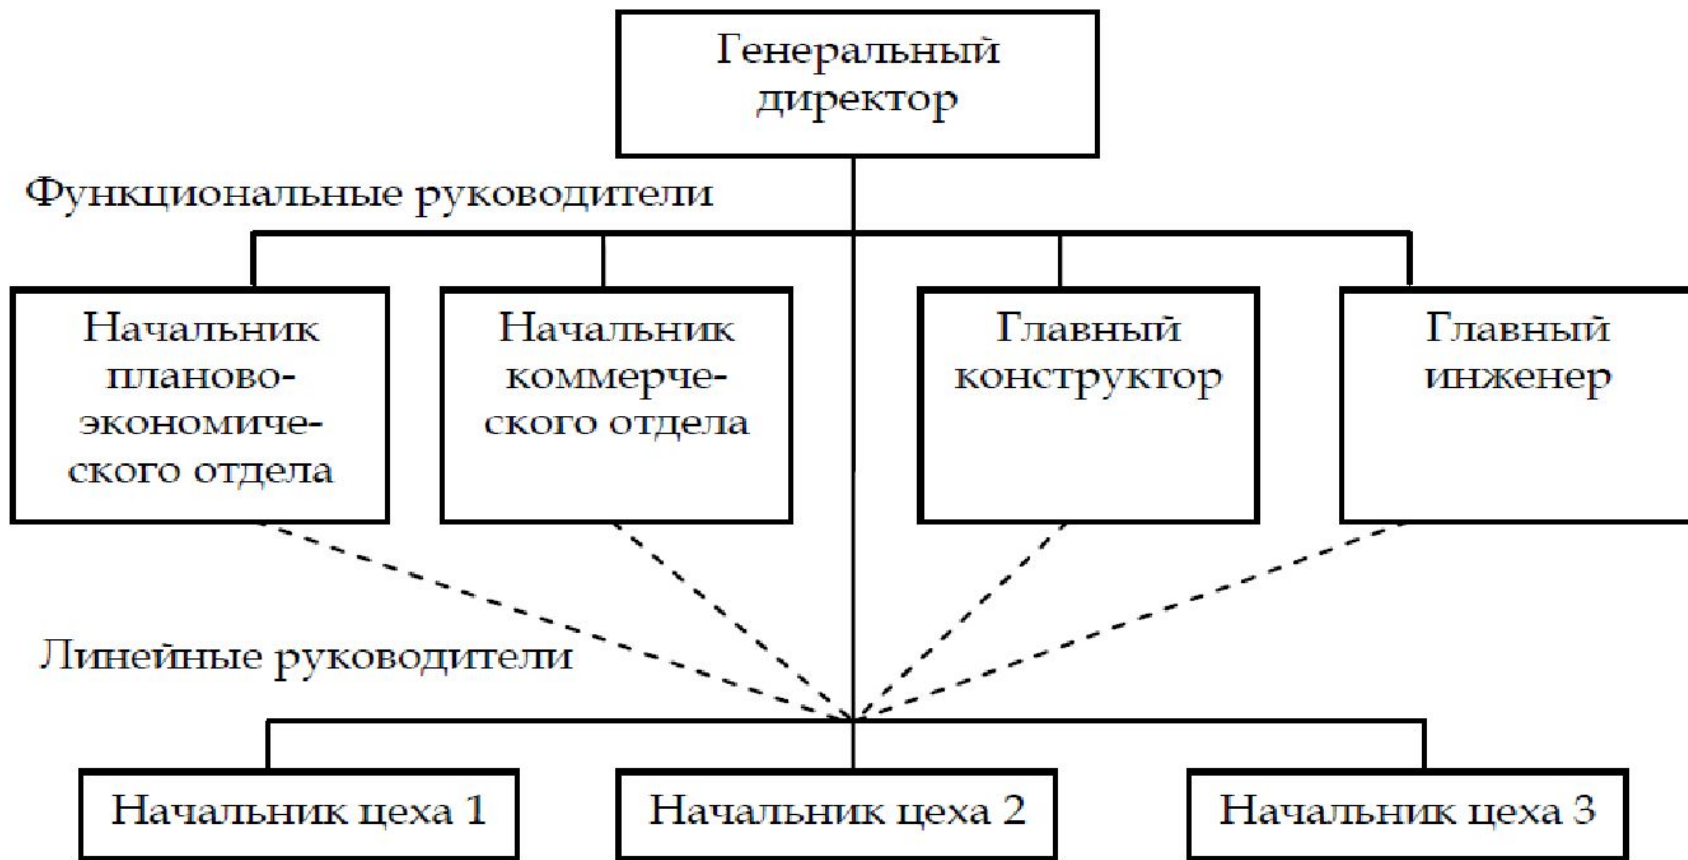 Генеральный
директор
Функциональные руководители
Начальник
планово-
экономиче-
ского отдела
Начальник
коммерче-
ского отдела
Главный
конструктор
Главный
инженер
Линейные руководители
Начальник цеха 1
Начальник цеха 2
Начальник цеха 3